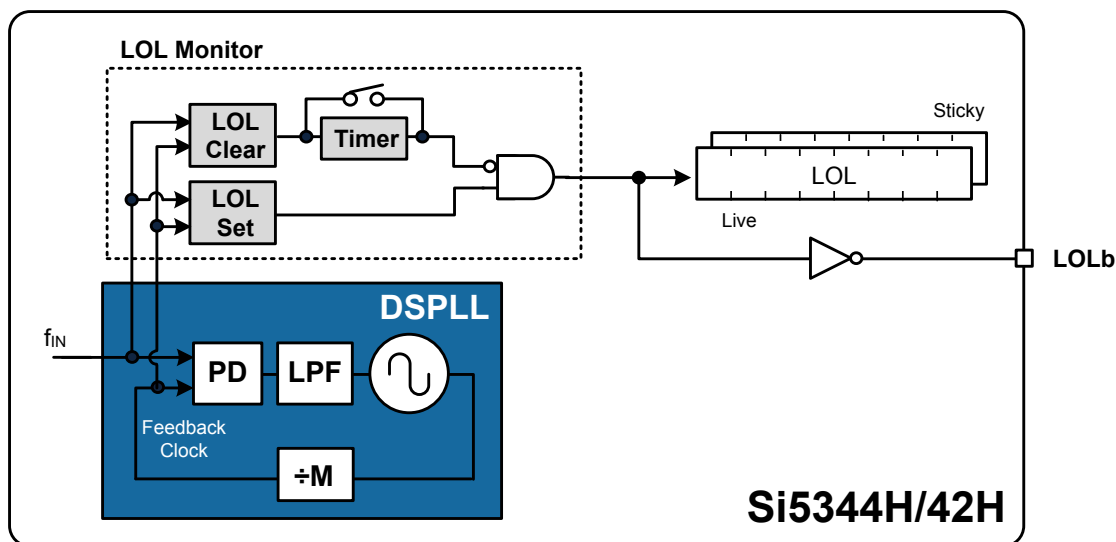 LOL Monitor
LOL
Clear
Timer
Sticky
LOL
Live
LOL
Set
LOLb
DSPLL
fIN
PD
LPF
Feedback
Clock
÷M
Si5344H/42H